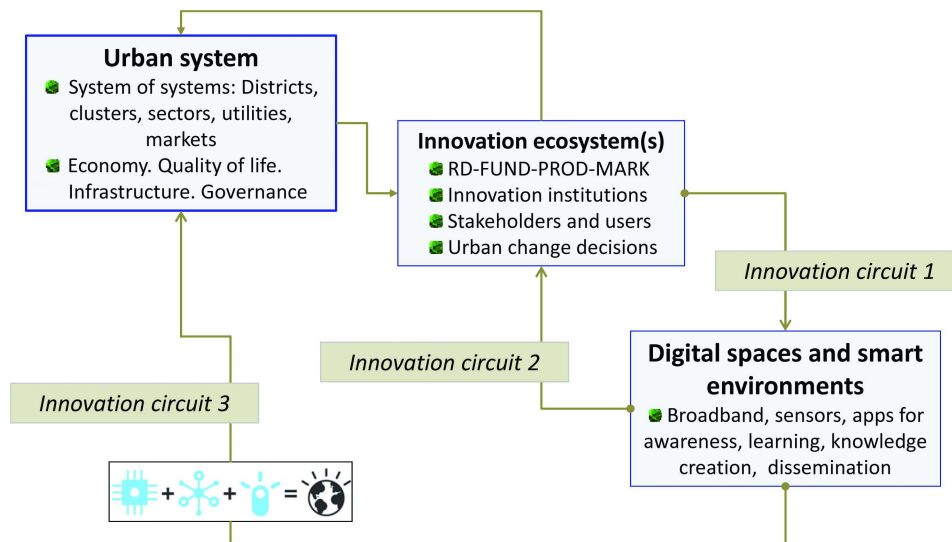 Urban system
System of systems: Districts,
clusters, sectors, utilities,
markets
Economy. Quality of life.
Infrastructure. Governance
Innovation ecosystem(s)
RD-FUND-PROD-MARK
Innovation institutions
Stakeholders and users
Urban change decisions
Innovation circuit 1
Innovation circuit 2
Digital spaces and smart
environments
Broadband, sensors, apps for
awareness, learning, knowledge
creation, dissemination
Innovation circuit 3
+ + =